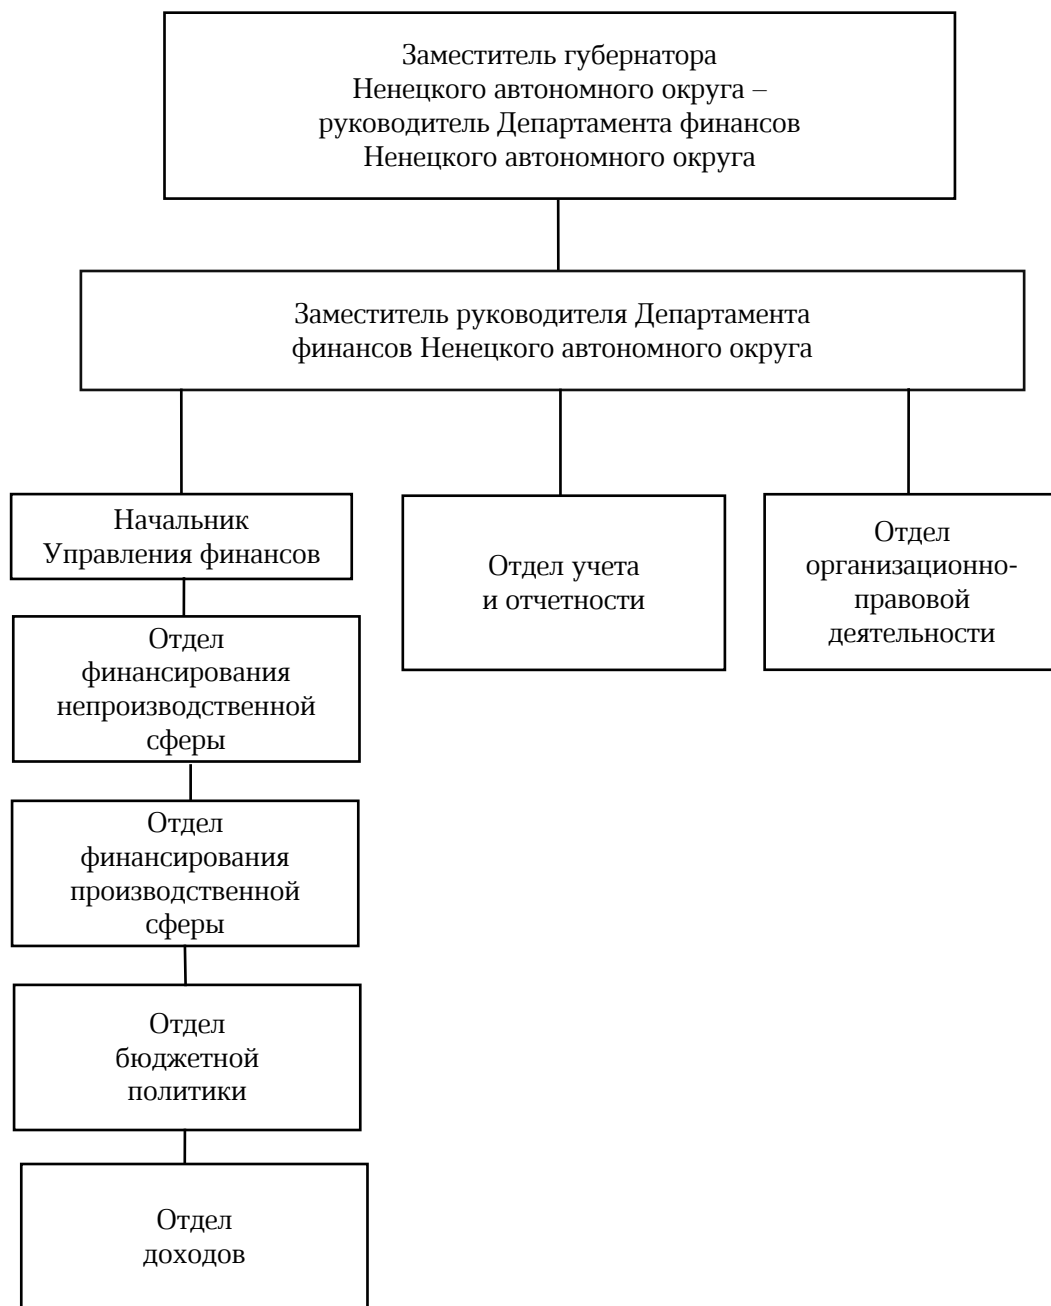 Заместитель губернатора
Ненецкого автономного округа –
руководитель Департамента финансов
Ненецкого автономного округа
Заместитель руководителя Департамента
финансов Ненецкого автономного округа
Начальник
Управления финансов
Отдел учета
и отчетности
Отдел
организационно-
правовой
деятельности
Отдел
финансирования
непроизводственной
сферы
Отдел
финансирования
производственной
сферы
Отдел
бюджетной
политики
Отдел
доходов